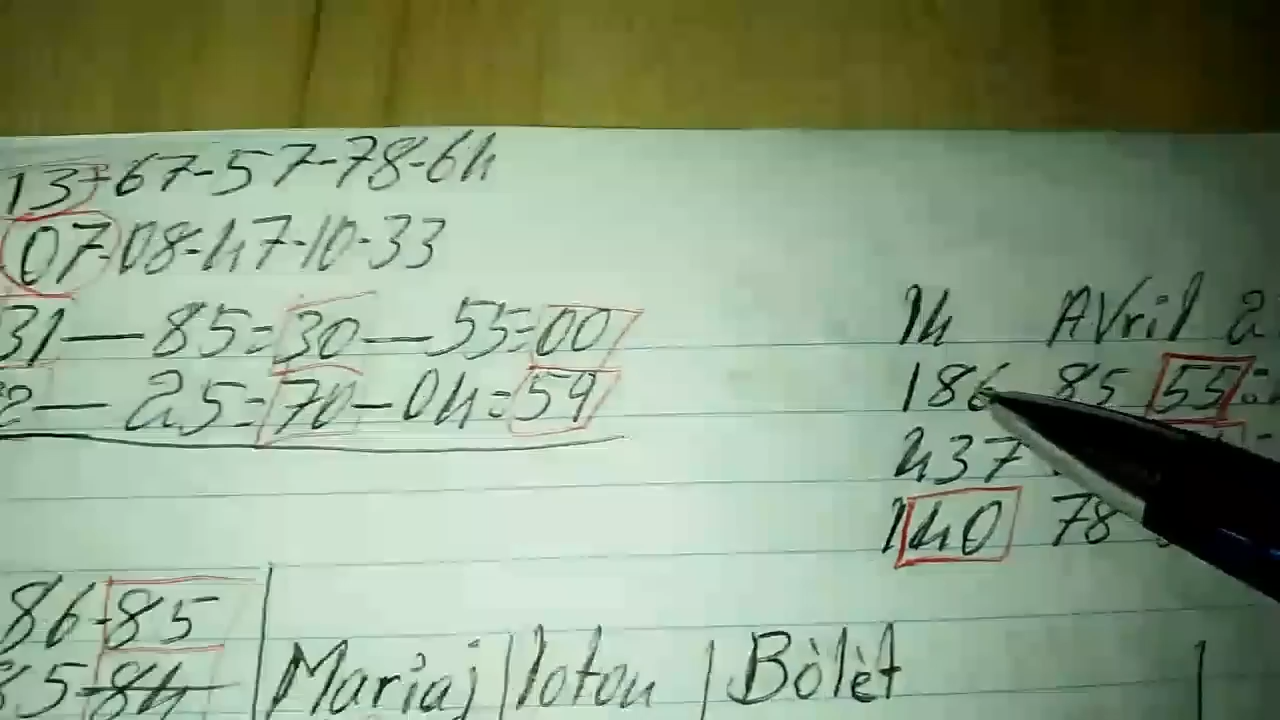 13-67-57-78-64
07-08-47-10-33
31—85=30—55=00
2—25=70-04=59
14 Avril 2
186 85 55=
437
140 78
86-85
85-84
Mariaj | lotou | Bòlèt